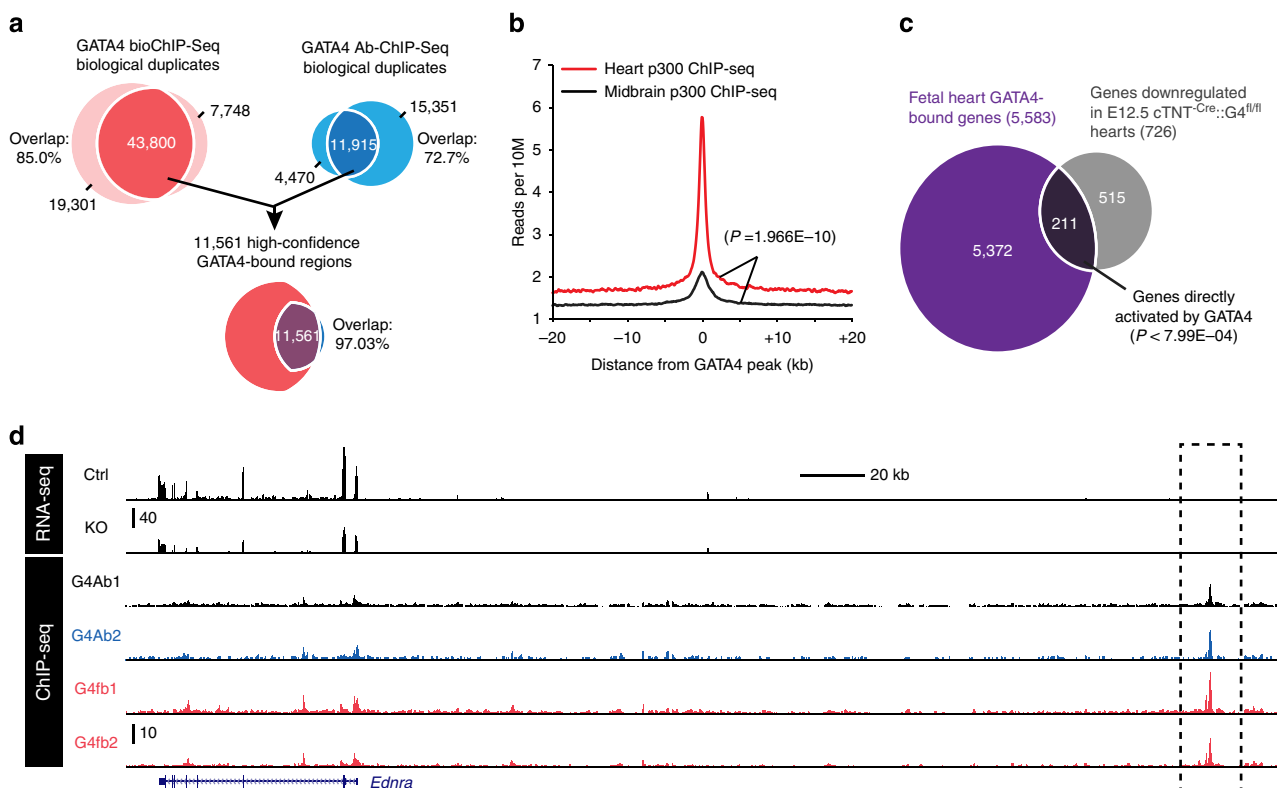 a
GATA4 bioChIP-Seq
biological duplicates
GATA4 Ab-ChIP-Seq
biological duplicates
7,748
15,351
Overlap:
85.0%
43,800
11,915
Overlap:
72.7%
4,470
19,301
11,561 high-confidence
GATA4-bound regions
11,561
Overlap:
97.03%
b
7
6
5
4
3
2
1
Reads per 10M
Heart p300 ChIP-seq
Midbrain p300 ChIP-seq
(P =1.966E–10)
–20
–10
0
+10
+20
Distance from GATA4 peak (kb)
c
Fetal heart GATA4-
bound genes (5,583)
Genes downregulated
in E12.5 cTNT-Cre::G4fl/fl
hearts (726)
515
211
5,372
Genes directly
activated by GATA4
(P < 7.99E–04)
d
RNA-seq
Ctrl
20 kb
40
KO
ChIP-seq
G4Ab1
G4Ab2
G4fb1
G4fb2
10
Ednra